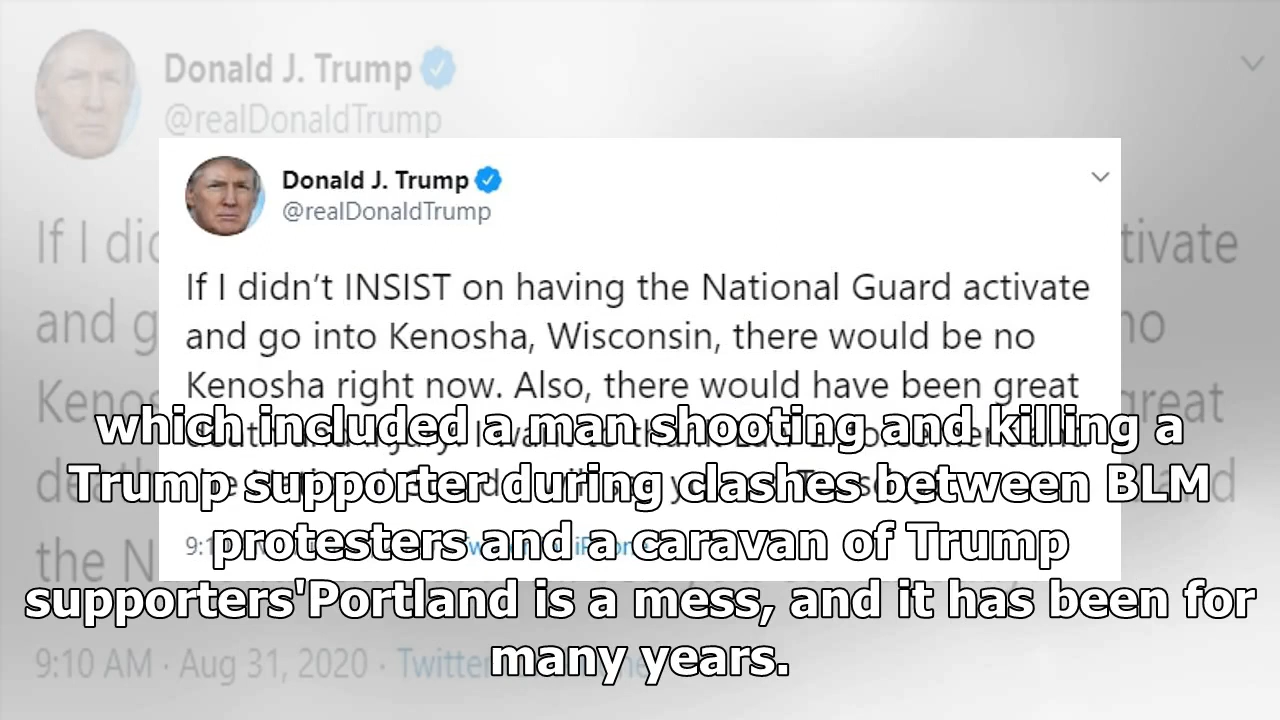 Donald J. Trump
@realDonaldTrump
Donald J. Trump
@realDonaldTrump
If I didn't INSIST on having the National Guard activate
and go into Kenosha, Wisconsin, there would be no
Kenosha right now. Also, there would have been great
which included a man shooting and killing a
Trump supporter during clashes between BLM
protesters and a caravan of Trump
supporters'Portland is a mess, and it has been for
many years.
9:10 AM · Aug 31, 2020 · Twitter